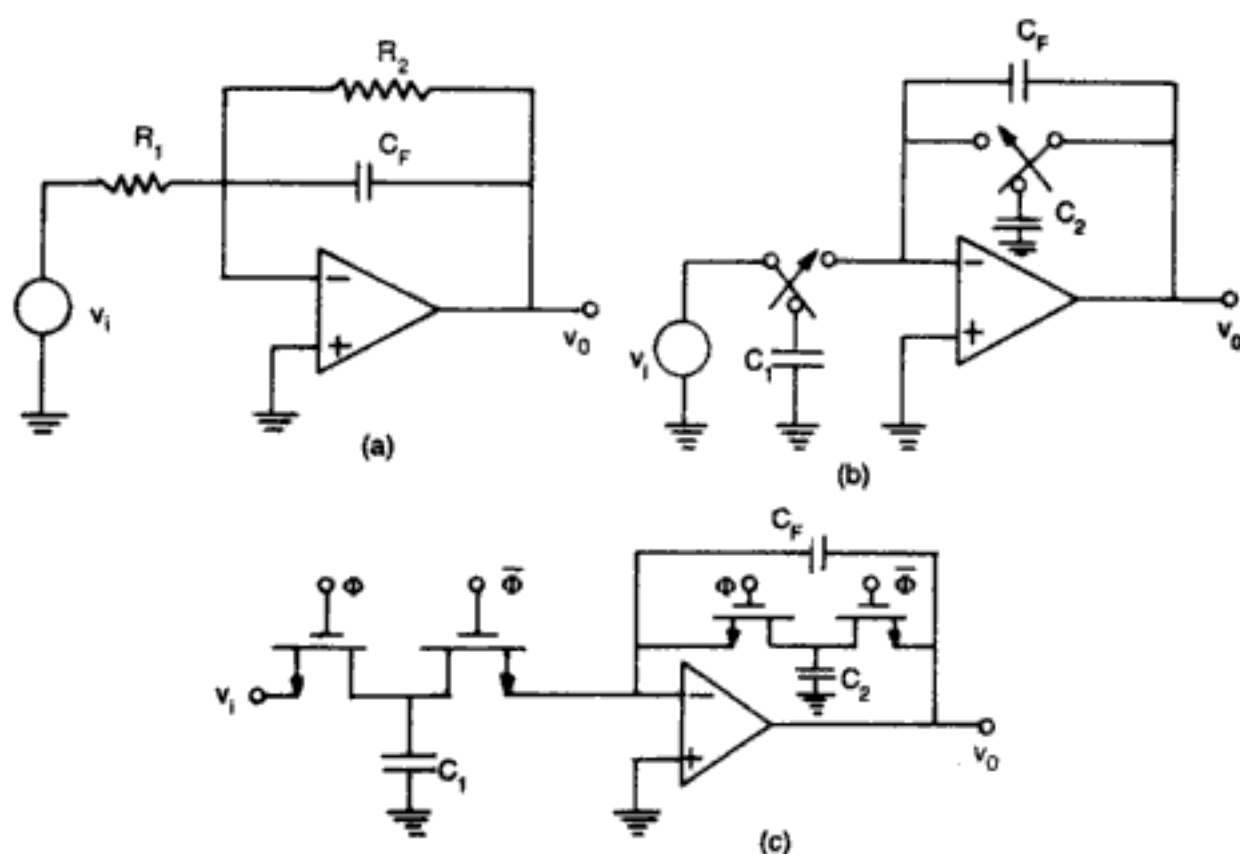 R2
R1
CF
vi
−
+
v0
(a)
CF
C2
vi
C1
−
+
v0
(b)
CF
Φ
Φ̄
Φ
Φ̄
vi
C1
C2
−
+
v0
(c)